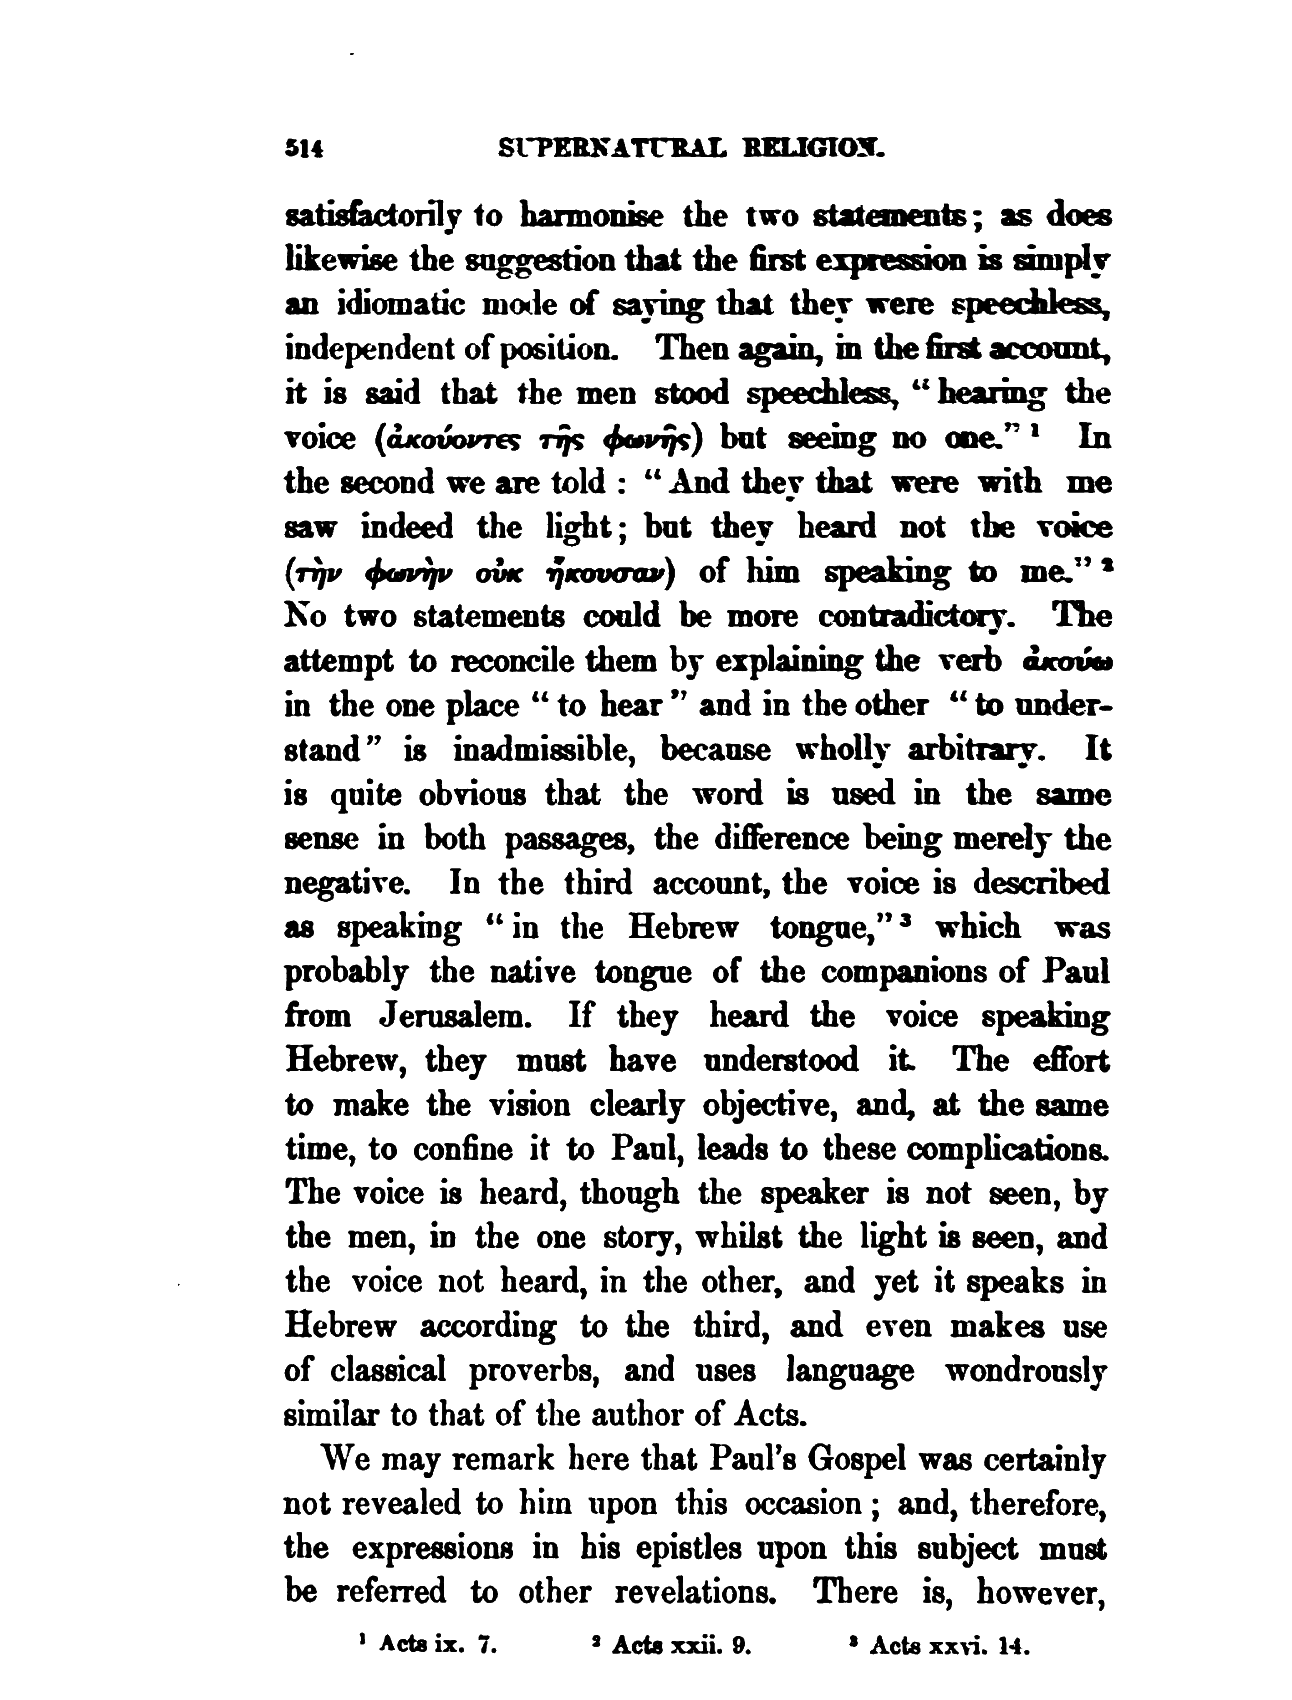 514 SUPERNATURAL RELIGION.
satisfactorily to harmonise the two statements; as does
likewise the suggestion that the first expression is simply
an idiomatic mode of saying that they were speechless,
independent of position. Then again, in the first account,
it is said that the men stood speechless, “hearing the
voice (ἀκούοντες τῆς φωνῆς) but seeing no one.” ¹ In
the second we are told : “And they that were with me
saw indeed the light; but they heard not the voice
(τὴν φωνὴν οὐκ ἤκουσαν) of him speaking to me.” ²
No two statements could be more contradictory. The
attempt to reconcile them by explaining the verb ἀκούω
in the one place “to hear” and in the other “to under-
stand” is inadmissible, because wholly arbitrary. It
is quite obvious that the word is used in the same
sense in both passages, the difference being merely the
negative. In the third account, the voice is described
as speaking “in the Hebrew tongue,” ³ which was
probably the native tongue of the companions of Paul
from Jerusalem. If they heard the voice speaking
Hebrew, they must have understood it. The effort
to make the vision clearly objective, and, at the same
time, to confine it to Paul, leads to these complications.
The voice is heard, though the speaker is not seen, by
the men, in the one story, whilst the light is seen, and
the voice not heard, in the other, and yet it speaks in
Hebrew according to the third, and even makes use
of classical proverbs, and uses language wondrously
similar to that of the author of Acts.
We may remark here that Paul's Gospel was certainly
not revealed to him upon this occasion ; and, therefore,
the expressions in his epistles upon this subject must
be referred to other revelations. There is, however,
¹ Acts ix. 7. ² Acts xxii. 9. ³ Acts xxvi. 14.